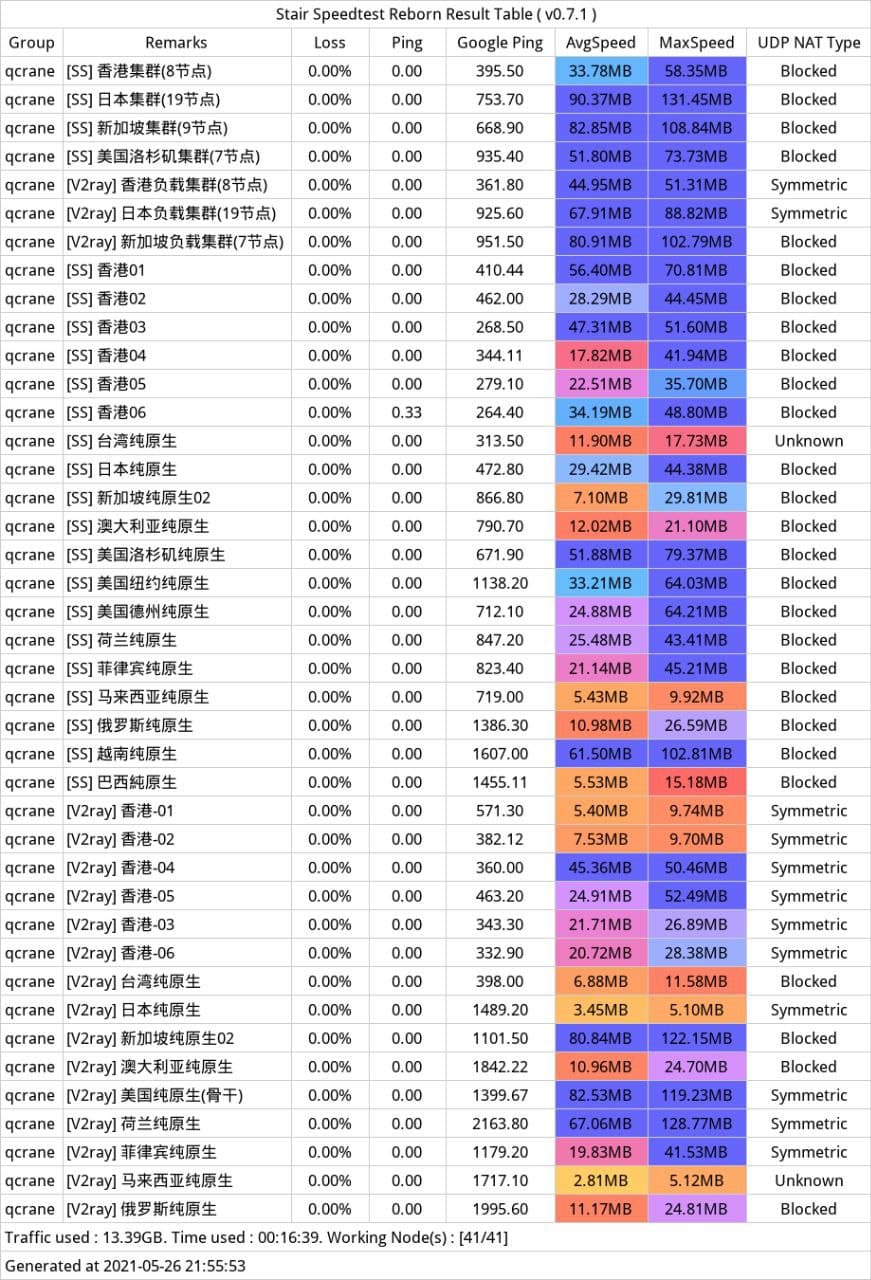 Stair Speedtest Reborn Result Table ( v0.7.1 )
Group Remarks Loss Ping Google Ping AvgSpeed MaxSpeed UDP NAT Type
qcrane [SS] 香港集群(8节点) 0.00% 0.00 395.50 33.78MB 58.35MB Blocked
qcrane [SS] 日本集群(19节点) 0.00% 0.00 753.70 90.37MB 131.45MB Blocked
qcrane [SS] 新加坡集群(9节点) 0.00% 0.00 668.90 82.85MB 108.84MB Blocked
qcrane [SS] 美国洛杉矶集群(7节点) 0.00% 0.00 935.40 51.80MB 73.73MB Blocked
qcrane [V2ray] 香港负载集群(8节点) 0.00% 0.00 361.80 44.95MB 51.31MB Symmetric
qcrane [V2ray] 日本负载集群(19节点) 0.00% 0.00 925.60 67.91MB 88.82MB Symmetric
qcrane [V2ray] 新加坡负载集群(7节点) 0.00% 0.00 951.50 80.91MB 102.79MB Blocked
qcrane [SS] 香港01 0.00% 0.00 410.44 56.40MB 70.81MB Blocked
qcrane [SS] 香港02 0.00% 0.00 462.00 28.29MB 44.45MB Blocked
qcrane [SS] 香港03 0.00% 0.00 268.50 47.31MB 51.60MB Blocked
qcrane [SS] 香港04 0.00% 0.00 344.11 17.82MB 41.94MB Blocked
qcrane [SS] 香港05 0.00% 0.00 279.10 22.51MB 35.70MB Blocked
qcrane [SS] 香港06 0.00% 0.33 264.40 34.19MB 48.80MB Blocked
qcrane [SS] 台湾纯原生 0.00% 0.00 313.50 11.90MB 17.73MB Unknown
qcrane [SS] 日本纯原生 0.00% 0.00 472.80 29.42MB 44.38MB Blocked
qcrane [SS] 新加坡纯原生02 0.00% 0.00 866.80 7.10MB 29.81MB Blocked
qcrane [SS] 澳大利亚纯原生 0.00% 0.00 790.70 12.02MB 21.10MB Blocked
qcrane [SS] 美国洛杉矶纯原生 0.00% 0.00 671.90 51.88MB 79.37MB Blocked
qcrane [SS] 美国纽约纯原生 0.00% 0.00 1138.20 33.21MB 64.03MB Blocked
qcrane [SS] 美国德州纯原生 0.00% 0.00 712.10 24.88MB 64.21MB Blocked
qcrane [SS] 荷兰纯原生 0.00% 0.00 847.20 25.48MB 43.41MB Blocked
qcrane [SS] 菲律宾纯原生 0.00% 0.00 823.40 21.14MB 45.21MB Blocked
qcrane [SS] 马来西亚纯原生 0.00% 0.00 719.00 5.43MB 9.92MB Blocked
qcrane [SS] 俄罗斯纯原生 0.00% 0.00 1386.30 10.98MB 26.59MB Blocked
qcrane [SS] 越南纯原生 0.00% 0.00 1607.00 61.50MB 102.81MB Blocked
qcrane [SS] 巴西純原生 0.00% 0.00 1455.11 5.53MB 15.18MB Blocked
qcrane [V2ray] 香港-01 0.00% 0.00 571.30 5.40MB 9.74MB Symmetric
qcrane [V2ray] 香港-02 0.00% 0.00 382.12 7.53MB 9.70MB Symmetric
qcrane [V2ray] 香港-04 0.00% 0.00 360.00 45.36MB 50.46MB Symmetric
qcrane [V2ray] 香港-05 0.00% 0.00 463.20 24.91MB 52.49MB Symmetric
qcrane [V2ray] 香港-03 0.00% 0.00 343.30 21.71MB 26.89MB Symmetric
qcrane [V2ray] 香港-06 0.00% 0.00 332.90 20.72MB 28.38MB Symmetric
qcrane [V2ray] 台湾纯原生 0.00% 0.00 398.00 6.88MB 11.58MB Blocked
qcrane [V2ray] 日本纯原生 0.00% 0.00 1489.20 3.45MB 5.10MB Symmetric
qcrane [V2ray] 新加坡纯原生02 0.00% 0.00 1101.50 80.84MB 122.15MB Blocked
qcrane [V2ray] 澳大利亚纯原生 0.00% 0.00 1842.22 10.96MB 24.70MB Blocked
qcrane [V2ray] 美国纯原生(骨干) 0.00% 0.00 1399.67 82.53MB 119.23MB Symmetric
qcrane [V2ray] 荷兰纯原生 0.00% 0.00 2163.80 67.06MB 128.77MB Symmetric
qcrane [V2ray] 菲律宾纯原生 0.00% 0.00 1179.20 19.83MB 41.53MB Symmetric
qcrane [V2ray] 马来西亚纯原生 0.00% 0.00 1717.10 2.81MB 5.12MB Unknown
qcrane [V2ray] 俄罗斯纯原生 0.00% 0.00 1995.60 11.17MB 24.81MB Blocked
Traffic used : 13.39GB. Time used : 00:16:39. Working Node(s) : [41/41]
Generated at 2021-05-26 21:55:53